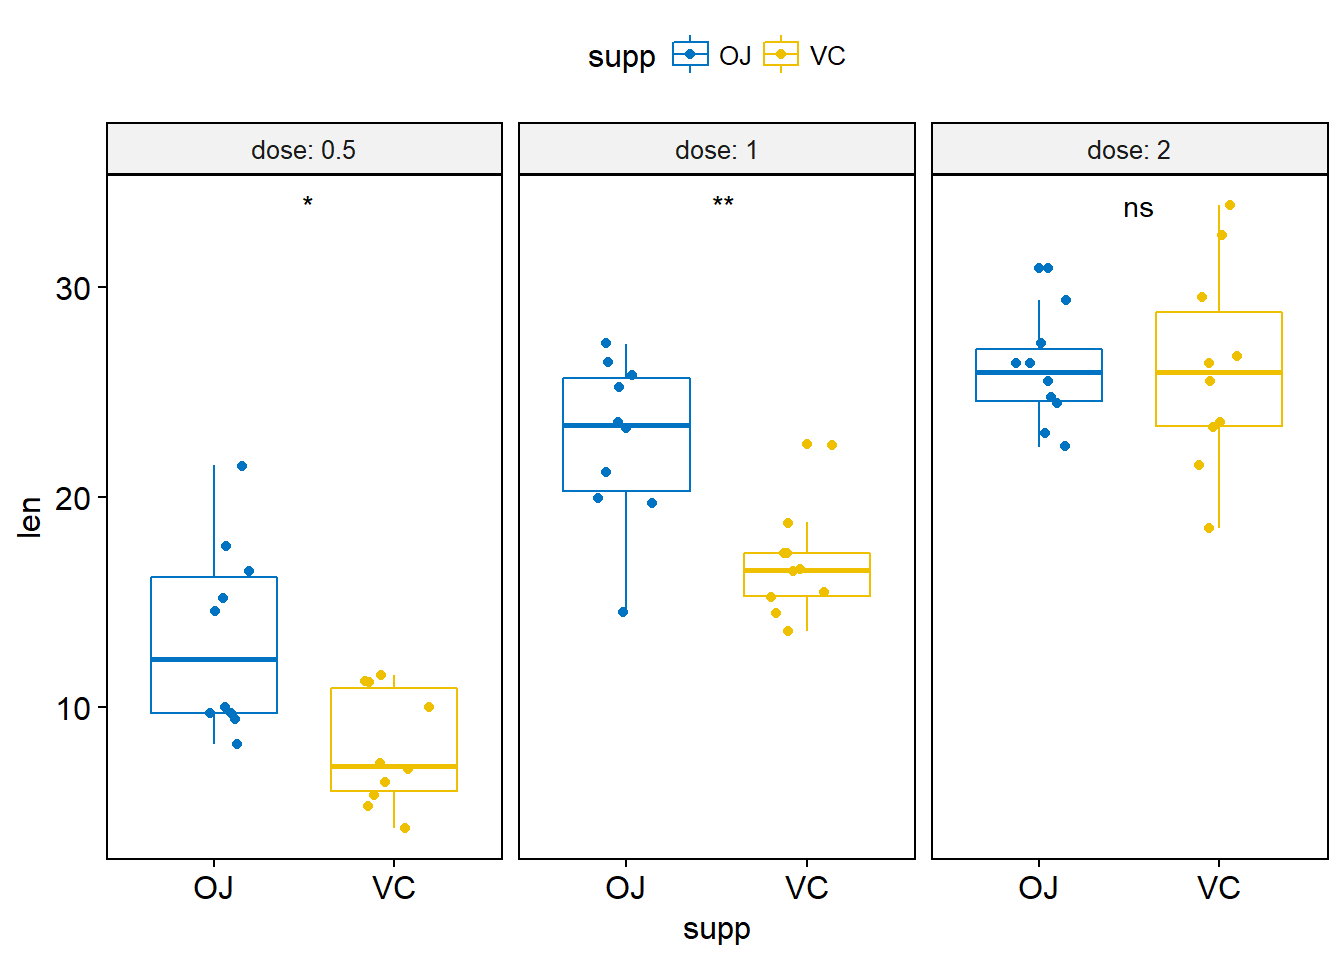 supp OJ VC
dose: 0.5 dose: 1 dose: 2
* ** ns
30
20
10
len
OJ VC OJ VC OJ VC
supp